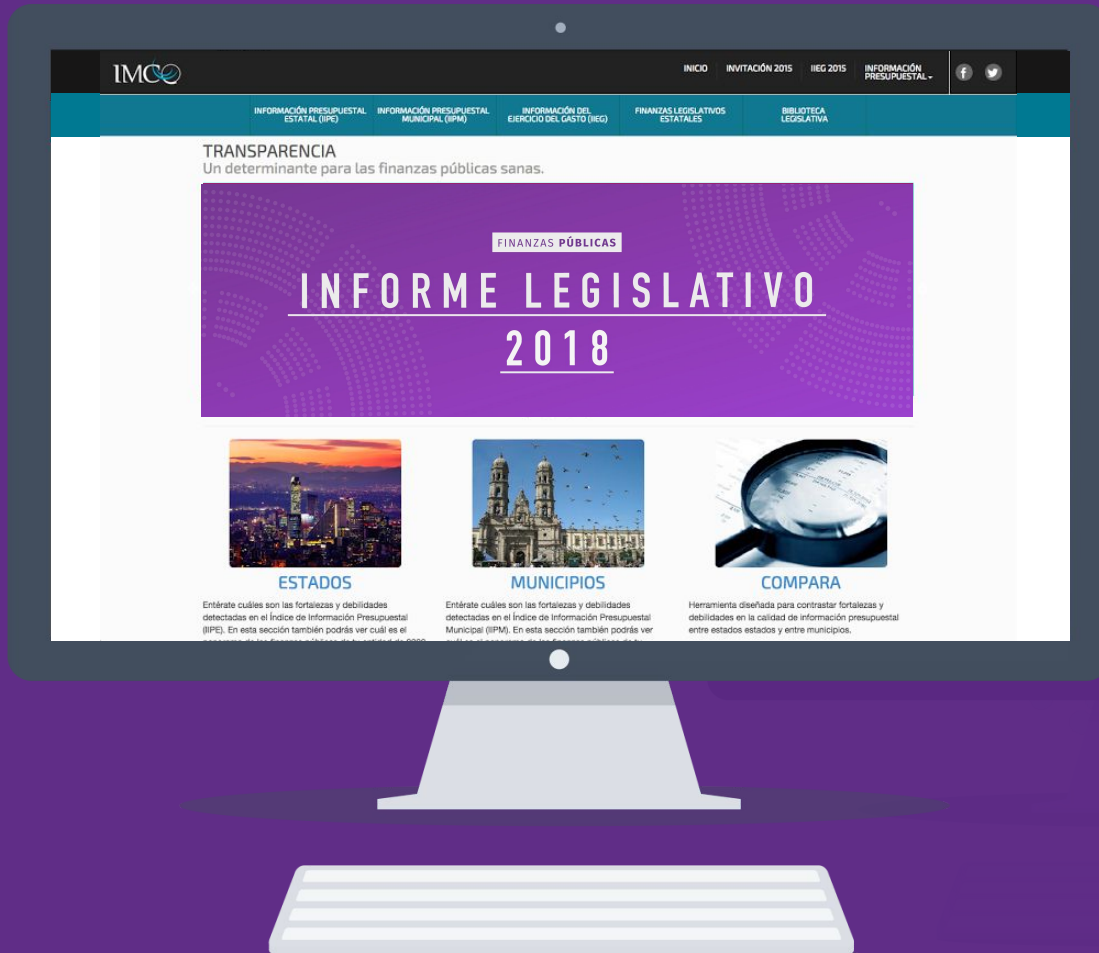 IMCO
INICIO
INVITACIÓN 2015
IIEG 2015
INFORMACIÓN
PRESUPUESTAL
INFORMACIÓN PRESUPUESTAL
ESTATAL (IIPE)
INFORMACIÓN PRESUPUESTAL
MUNICIPAL (IIPM)
INFORMACIÓN DEL
EJERCICIO DEL GASTO (IIEG)
FINANZAS LEGISLATIVOS
ESTATALES
BIBLIOTECA
LEGISLATIVA
TRANSPARENCIA
Un determinante para las finanzas públicas sanas.
FINANZAS PÚBLICAS
INFORME LEGISLATIVO
2018
ESTADOS
Entérate cuáles son las fortalezas y debilidades
detectadas en el Índice de Información Presupuestal
(IIPE). En esta sección también podrás ver cuál es el
MUNICIPIOS
Entérate cuáles son las fortalezas y debilidades
detectadas en el Índice de Información Presupuestal
Municipal (IIPM). En esta sección también podrás ver
COMPARA
Herramienta diseñada para contrastar fortalezas y
debilidades en la calidad de información presupuestal
entre estados estados y entre municipios.